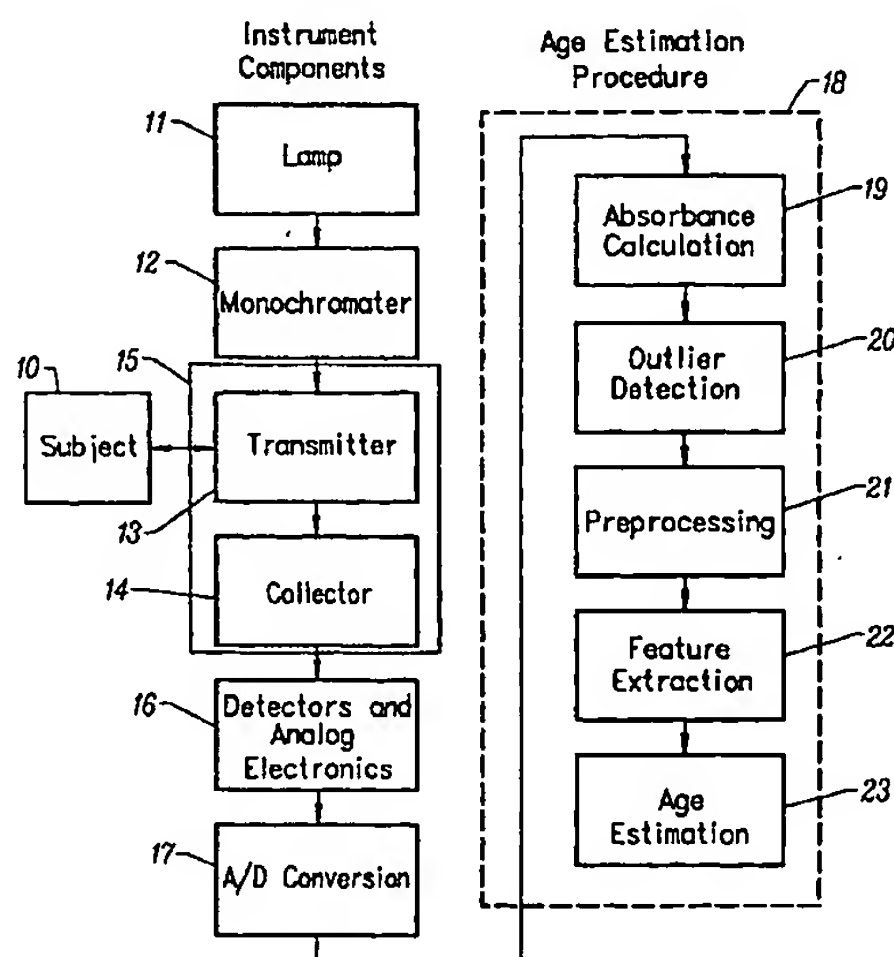 Instrument
Components
11
Lamp
12
Monochromater
10
15
Subject
Transmitter
13
14
Collector
16
Detectors and
Analog
Electronics
17
A/D Conversion
Age Estimation
Procedure
18
Absorbance
Calculation
19
Outlier
Detection
20
Preprocessing
21
Feature
Extraction
22
Age
Estimation
23